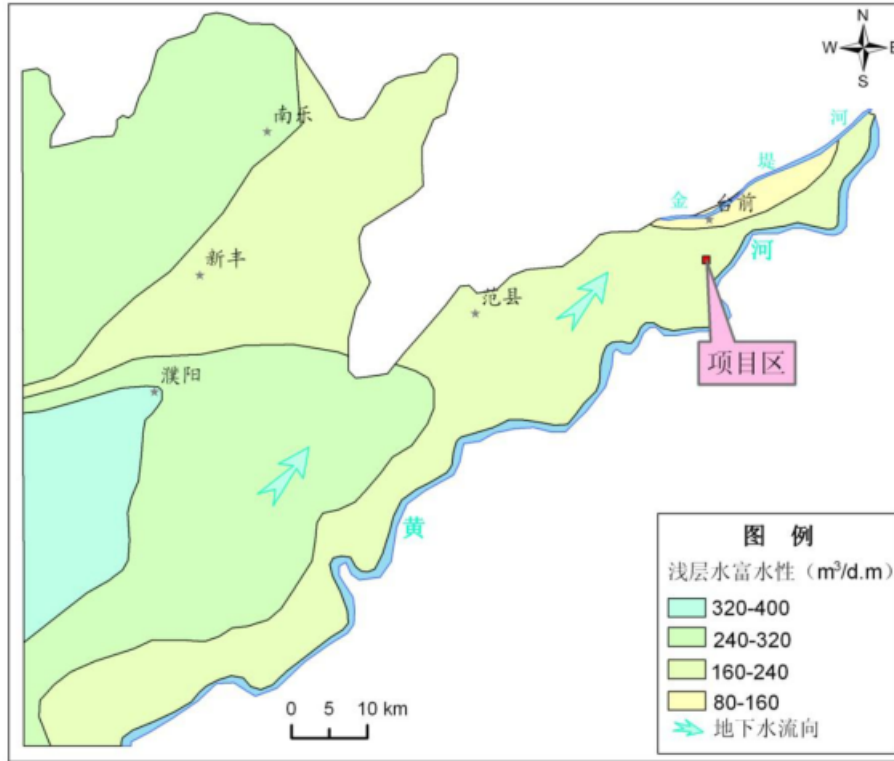 N
W E
S
南乐
河
堤
金
台前
新丰
河
范县
项目区
濮阳
黄
图 例
浅层水富水性（m³/d.m）
320-400
240-320
160-240
80-160
地下水流向
0 5 10 km